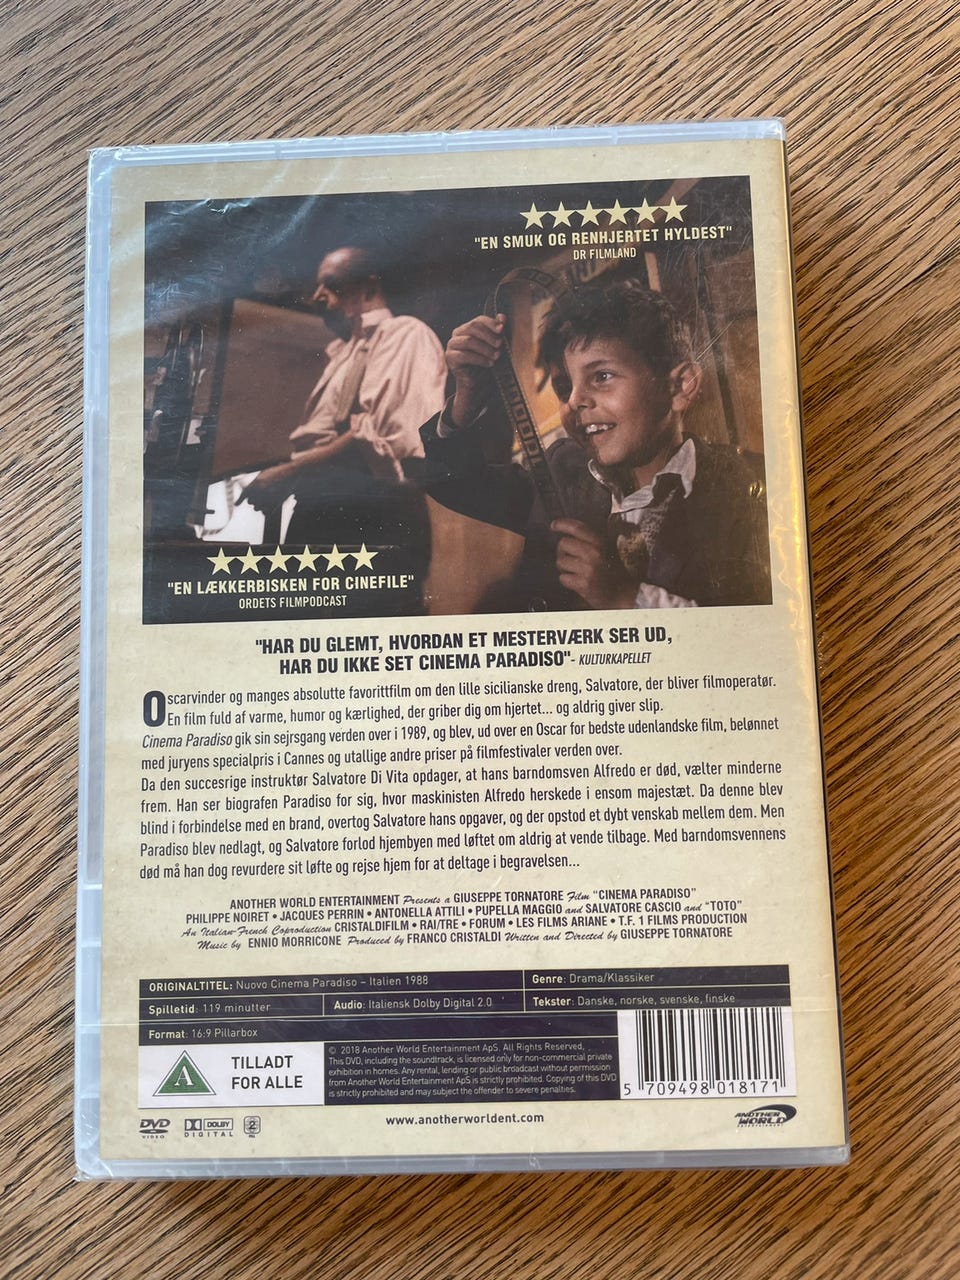 "EN SMUK OG RENHJERTET HYLDEST"
DR FILMLAND
"EN LÆKKERBISKEN FOR CINEFILE"
ORDETS FILMPODCAST
"HAR DU GLEMT, HVORDAN ET MESTERVÆRK SER UD,
HAR DU IKKE SET CINEMA PARADISO" - KULTURKAPELLET
Oscarvinder og manges absolutte favorittfilm om den lille sicilianske dreng, Salvatore, der bliver filmoperatør.
En film fuld af varme, humor og kærlighed, der griber dig om hjertet... og aldrig giver slip.
Cinema Paradiso gik sin sejrsgang verden over i 1989, og blev, ud over en Oscar for bedste udenlandske film, belønnet
med juryens specialpris i Cannes og utallige andre priser på filmfestivaler verden over.
Da den succesrige instruktør Salvatore Di Vita opdager, at hans barndomsven Alfredo er død, vælter minderne
frem. Han ser biografen Paradiso for sig, hvor maskinisten Alfredo herskede i ensom majestæt. Da denne blev
blind i forbindelse med en brand, overtog Salvatore hans opgaver, og der opstod et dybt venskab mellem dem. Men
Paradiso blev nedlagt, og Salvatore forlod hjembyen med løftet om aldrig at vende tilbage. Med barndomsvennens
død må han dog revurdere sit løfte og rejse hjem for at deltage i begravelsen...
ANOTHER WORLD ENTERTAINMENT Presents a GIUSEPPE TORNATORE Film "CINEMA PARADISO"
PHILIPPE NOIRET • JACQUES PERRIN • ANTONELLA ATTILI • PUPELLA MAGGIO and SALVATORE CASCIO and "TOTO"
An Italian-French Coproduction CRISTALDIFILM • RAI/TRE • FORUM • LES FILMS ARIANE • T.F. 1 FILMS PRODUCTION
Music by ENNIO MORRICONE Produced by FRANCO CRISTALDI Written and Directed by GIUSEPPE TORNATORE
ORIGINALTITEL: Nuovo Cinema Paradiso – Italien 1988
Genre: Drama/Klassiker
Spilletid: 119 minutter
Audio: Italiensk Dolby Digital 2.0
Tekster: Danske, norske, svenske, finske
Format: 16:9 Pillarbox
A
TILLADT
FOR ALLE
© 2018 Another World Entertainment ApS. All Rights Reserved.
This DVD, including the soundtrack, is licensed only for non-commercial private
exhibition in homes. Any rental, lending or public broadcast without permission
from Another World Entertainment ApS is strictly prohibited. Copying of this DVD
is strictly prohibited and may subject the offender to severe penalties.
5 709498 018171
DVD
VIDEO
DOLBY
DIGITAL
2
PAL
www.anotherworldent.com
ANOTHER
WORLD
ENTERTAINMENT